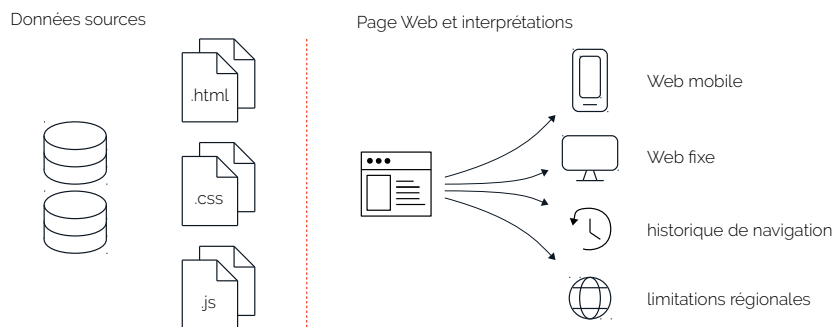 Données sources
Page Web et interprétations
.html
.css
.js
Web mobile
Web fixe
historique de navigation
limitations régionales